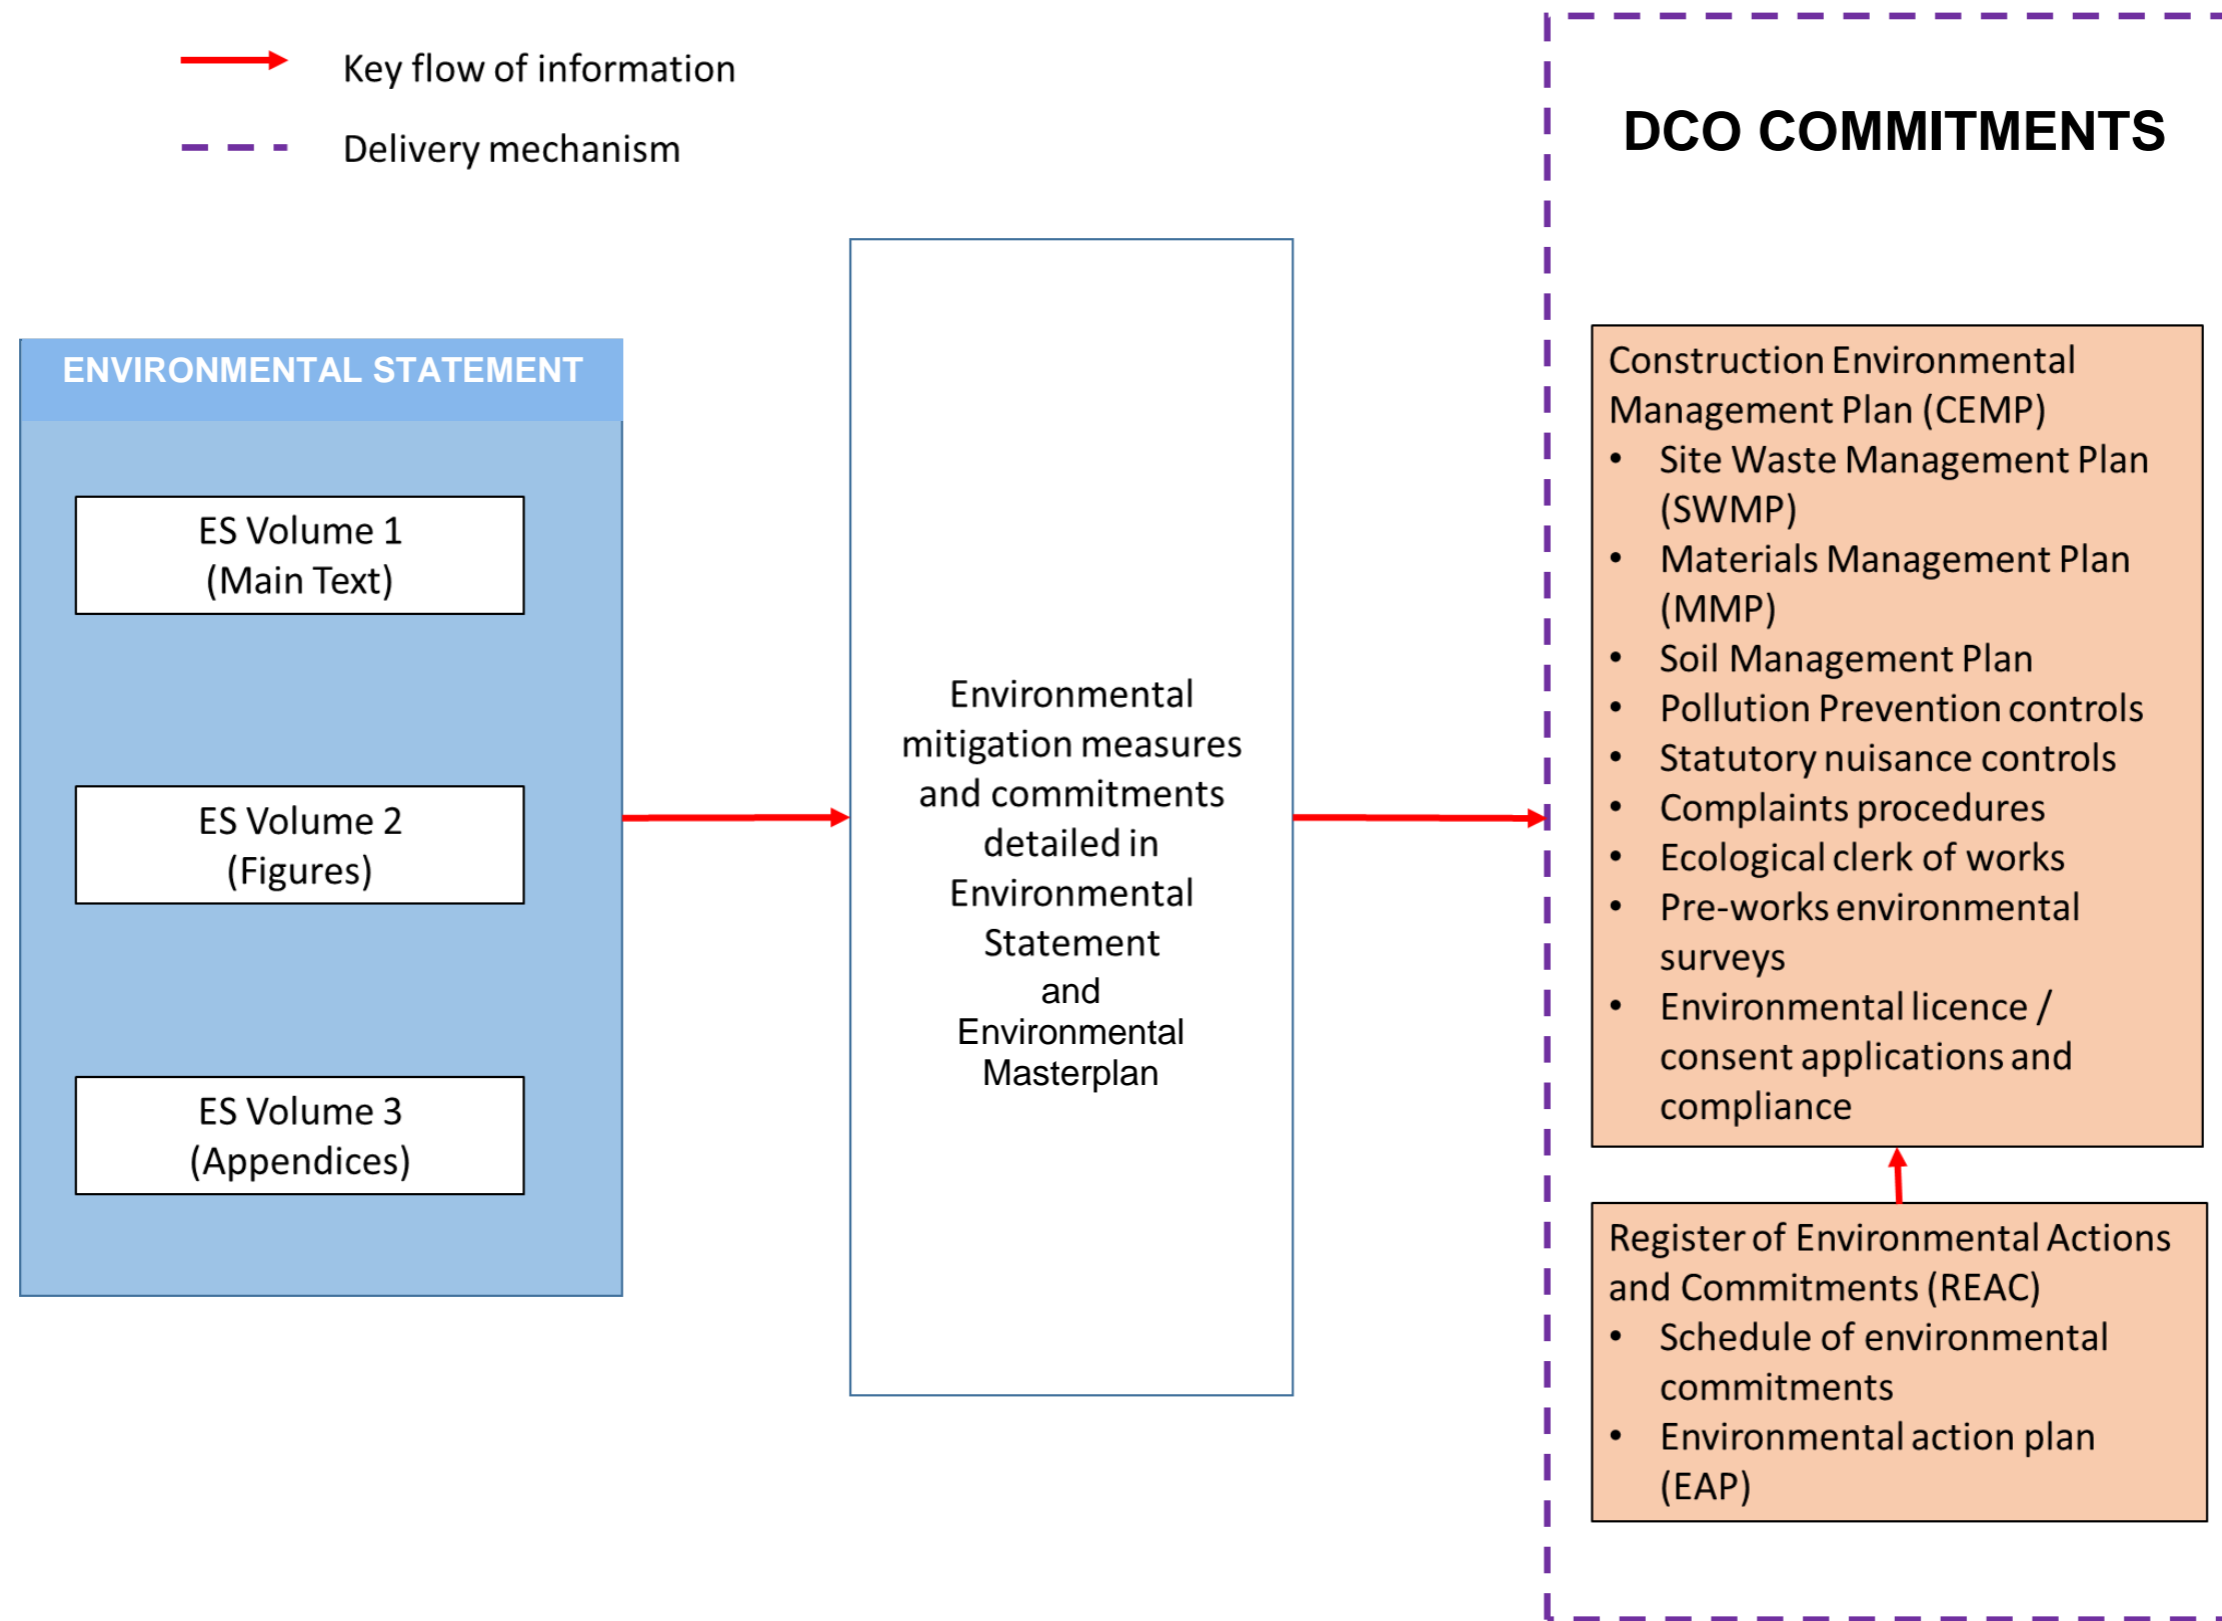 Key flow of information
Delivery mechanism
ENVIRONMENTAL STATEMENT
ES Volume 1
(Main Text)
ES Volume 2
(Figures)
ES Volume 3
(Appendices)
Environmental
mitigation measures
and commitments
detailed in
Environmental
Statement
and
Environmental
Masterplan
DCO COMMITMENTS
Construction Environmental
Management Plan (CEMP)
• Site Waste Management Plan
(SWMP)
• Materials Management Plan
(MMP)
• Soil Management Plan
• Pollution Prevention controls
• Statutory nuisance controls
• Complaints procedures
• Ecological clerk of works
• Pre-works environmental
surveys
• Environmental licence /
consent applications and
compliance
Register of Environmental Actions
and Commitments (REAC)
• Schedule of environmental
commitments
• Environmental action plan
(EAP)